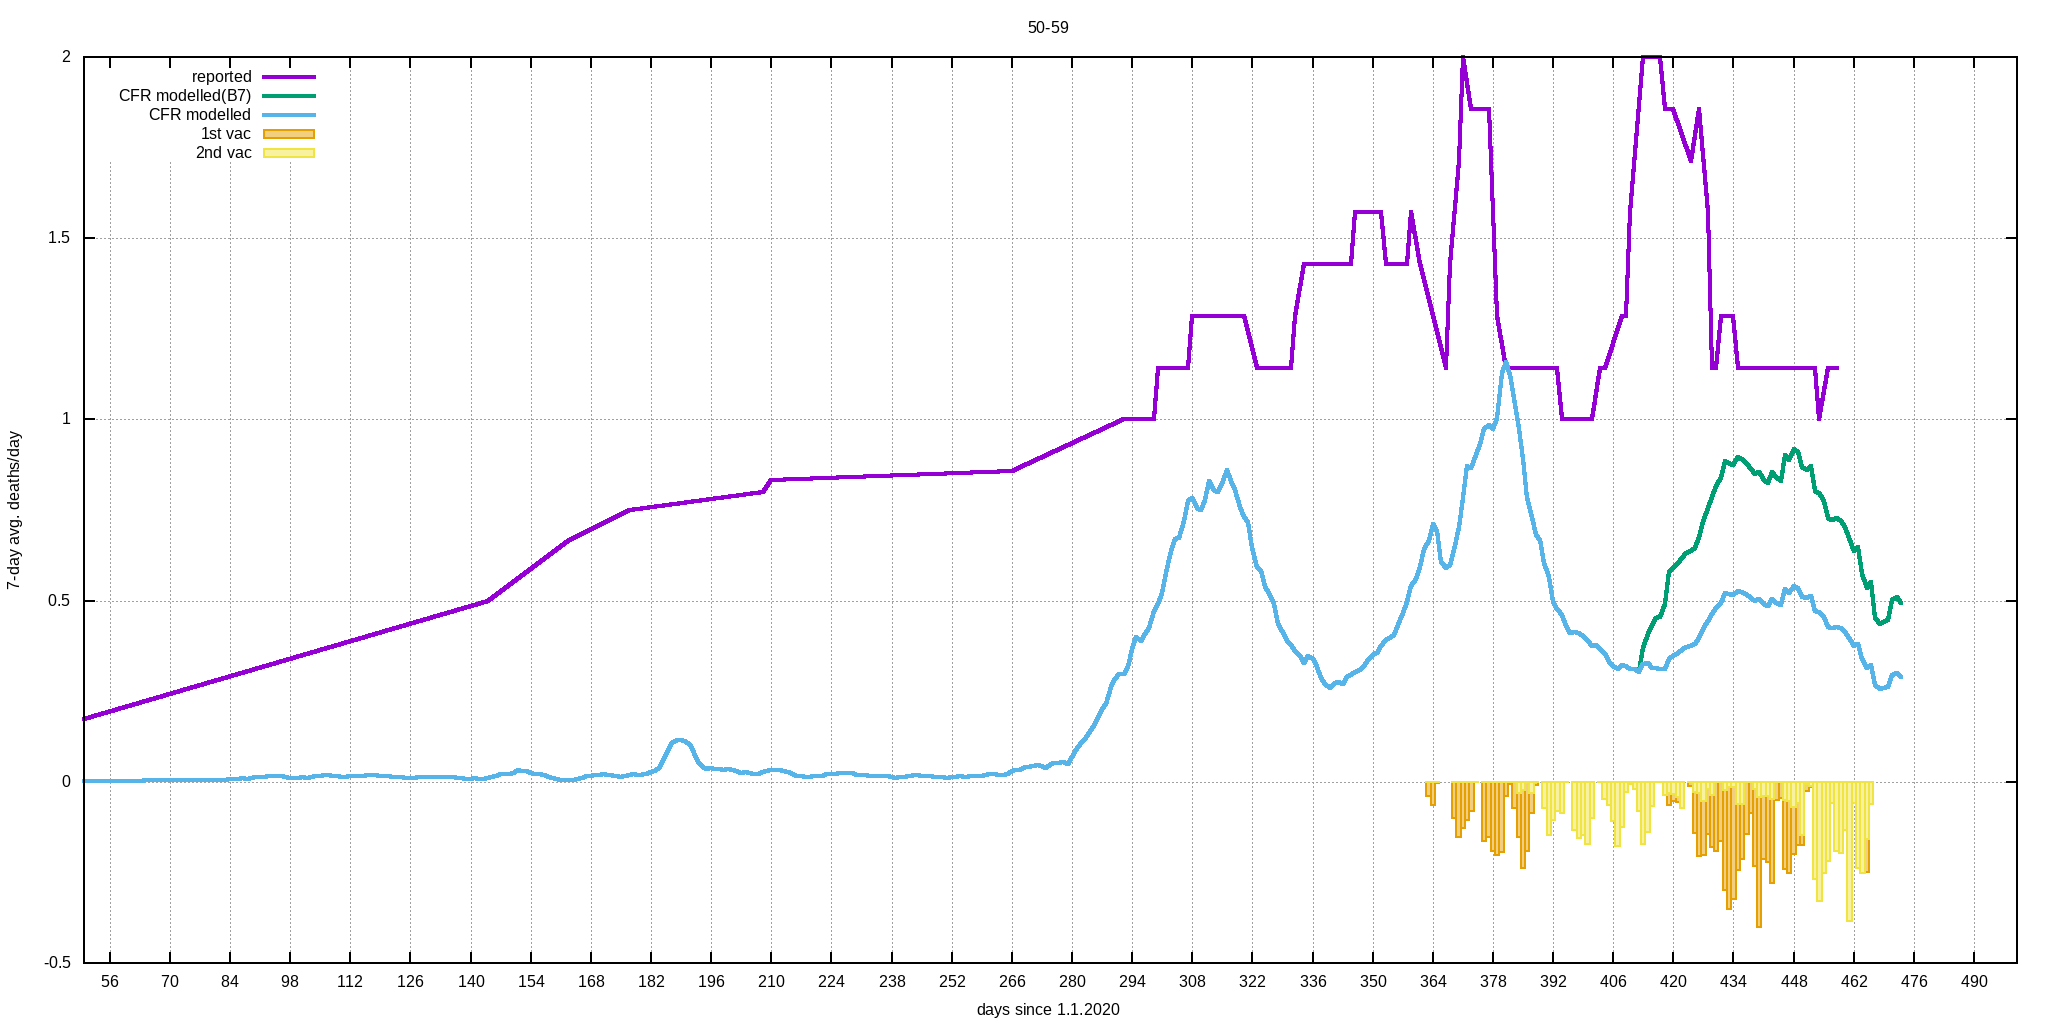 50-59
2
1.5
1
0.5
0
-0.5
7-day avg. deaths/day
reported
CFR modelled(B7)
CFR modelled
1st vac
2nd vac
56 70 84 98 112 126 140 154 168 182 196 210 224 238 252 266 280 294 308 322 336 350 364 378 392 406 420 434 448 462 476 490
days since 1.1.2020